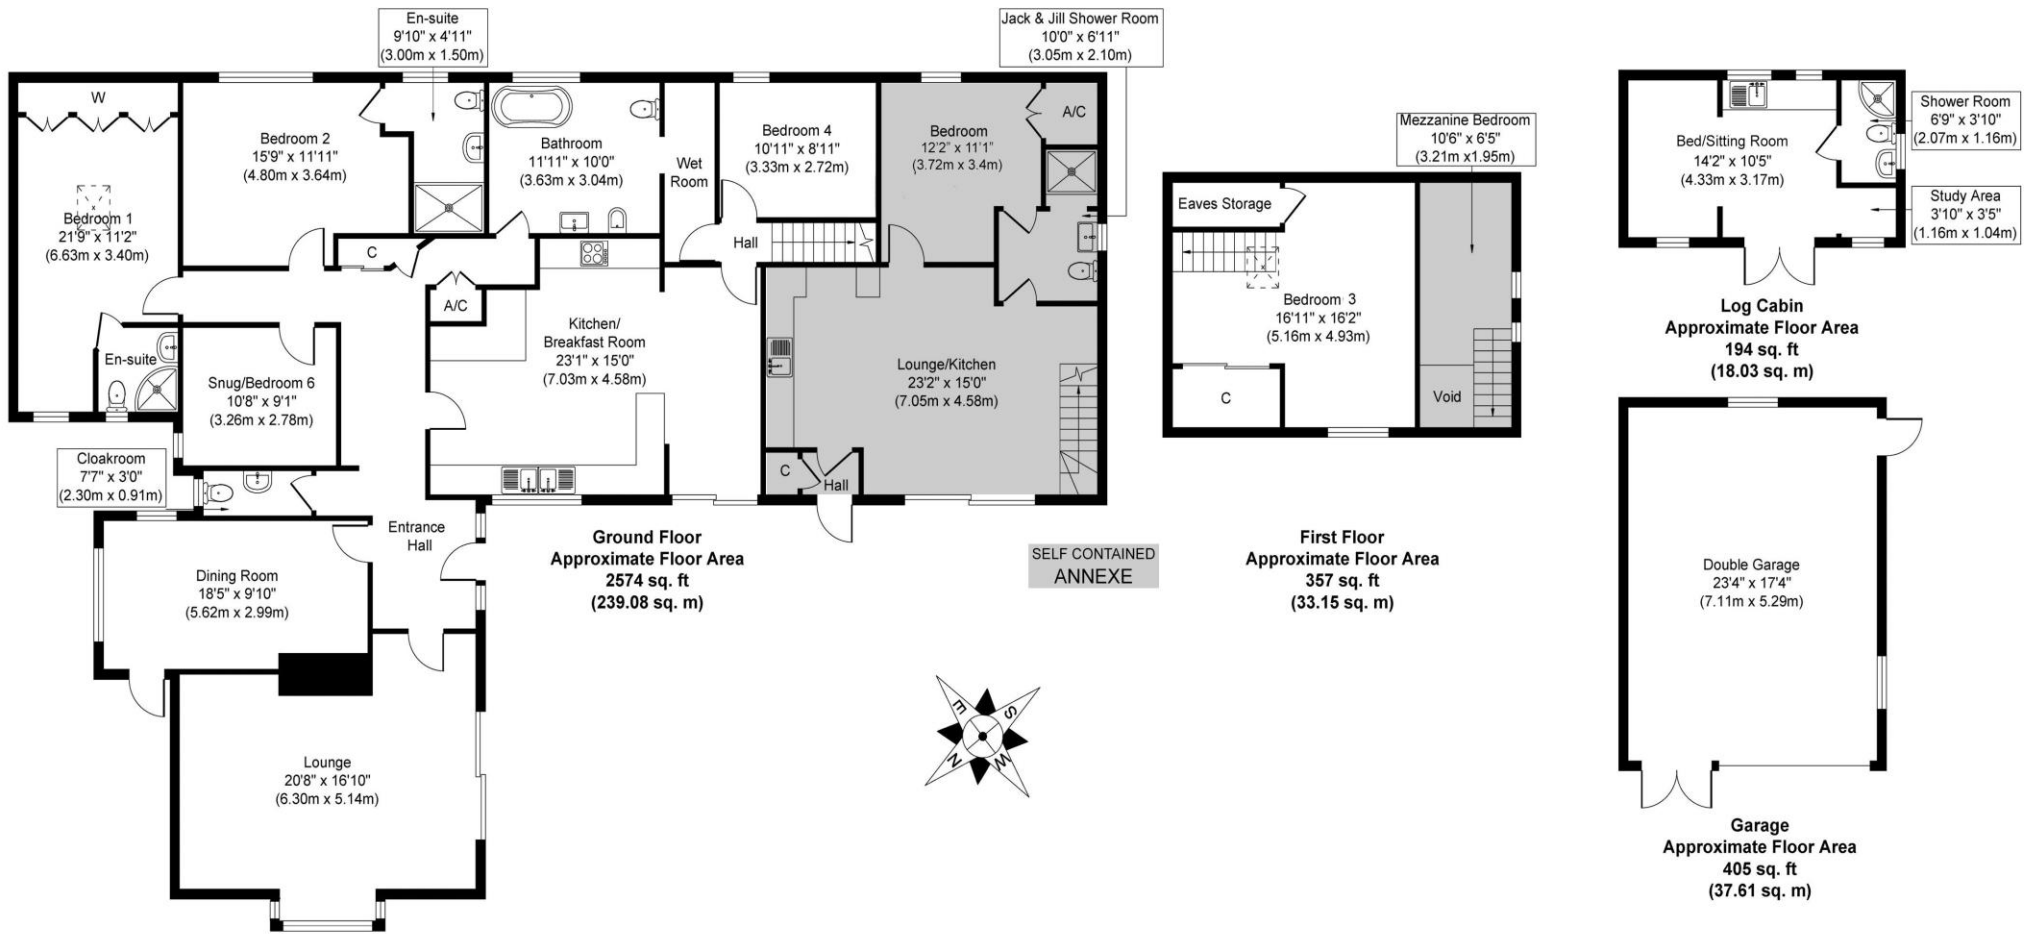 En-suite
9'10" x 4'11"
(3.00m x 1.50m)
Jack & Jill Shower Room
10'0" x 6'11"
(3.05m x 2.10m)
W
Bedroom 2
15'9" x 11'11"
(4.80m x 3.64m)
Bathroom
11'11" x 10'0"
(3.63m x 3.04m)
Wet
Room
Bedroom 4
10'11" x 8'11"
(3.33m x 2.72m)
Bedroom
12'2" x 11'1"
(3.72m x 3.4m)
A/C
Bedroom 1
21'9" x 11'2"
(6.63m x 3.40m)
C
Hall
A/C
Kitchen/
Breakfast Room
23'1" x 15'0"
(7.03m x 4.58m)
Lounge/Kitchen
23'2" x 15'0"
(7.05m x 4.58m)
En-suite
Snug/Bedroom 6
10'8" x 9'1"
(3.26m x 2.78m)
Cloakroom
7'7" x 3'0"
(2.30m x 0.91m)
C
Hall
Entrance
Hall
Dining Room
18'5" x 9'10"
(5.62m x 2.99m)
Lounge
20'8" x 16'10"
(6.30m x 5.14m)
Ground Floor
Approximate Floor Area
2574 sq. ft
(239.08 sq. m)
SELF CONTAINED
ANNEXE
E
S
N
W
Mezzanine Bedroom
10'6" x 6'5"
(3.21m x1.95m)
Eaves Storage
Bedroom 3
16'11" x 16'2"
(5.16m x 4.93m)
C
Void
First Floor
Approximate Floor Area
357 sq. ft
(33.15 sq. m)
Bed/Sitting Room
14'2" x 10'5"
(4.33m x 3.17m)
Shower Room
6'9" x 3'10"
(2.07m x 1.16m)
Study Area
3'10" x 3'5"
(1.16m x 1.04m)
Log Cabin
Approximate Floor Area
194 sq. ft
(18.03 sq. m)
Double Garage
23'4" x 17'4"
(7.11m x 5.29m)
Garage
Approximate Floor Area
405 sq. ft
(37.61 sq. m)